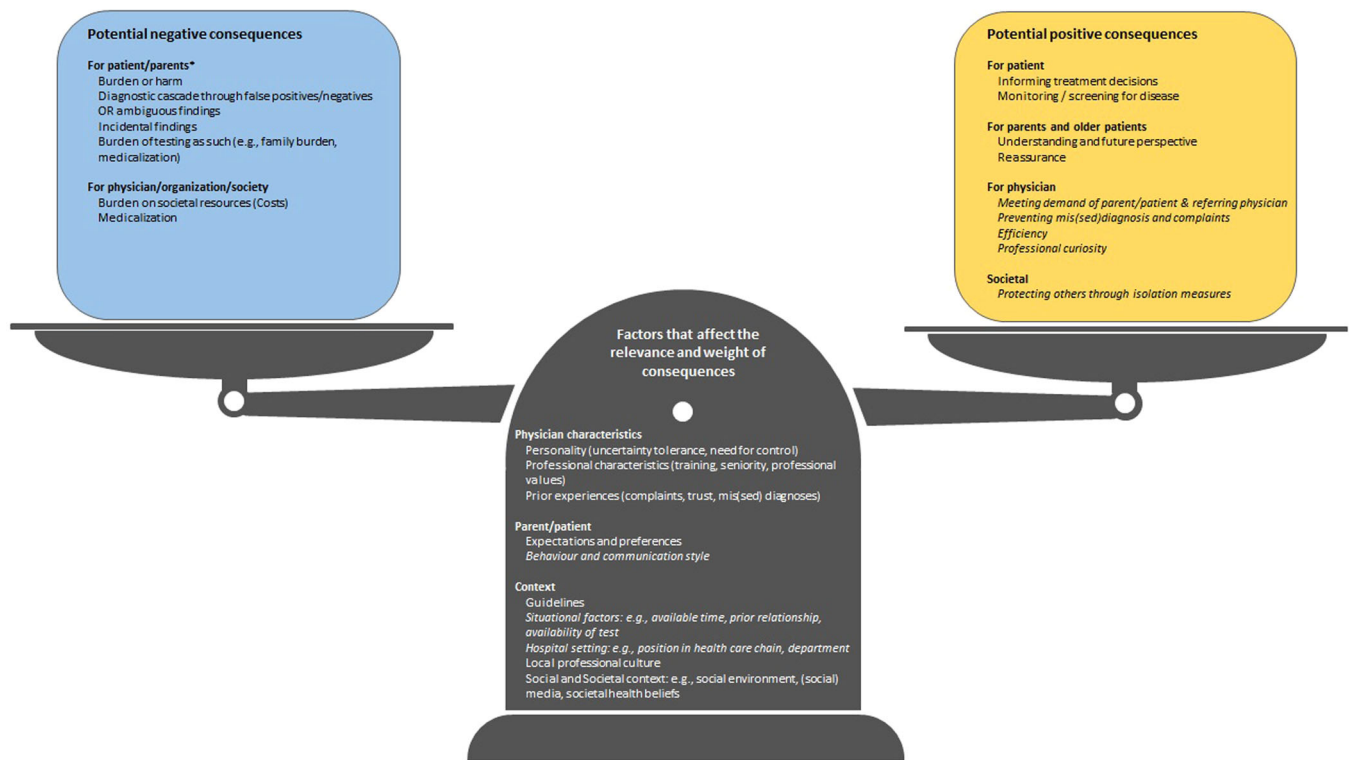 Potential negative consequences
For patient/parents*
Burden or harm
Diagnostic cascade through false positives/negatives
OR ambiguous findings
Incidental findings
Burden of testing as such (e.g., family burden,
medicalization)
For physician/organization/society
Burden on societal resources (Costs)
Medicalization
Potential positive consequences
For patient
Informing treatment decisions
Monitoring / screening for disease
For parents and older patients
Understanding and future perspective
Reassurance
For physician
Meeting demand of parent/patient & referring physician
Preventing mis(sed)diagnosis and complaints
Efficiency
Professional curiosity
Societal
Protecting others through isolation measures
Factors that affect the
relevance and weight of
consequences
Physician characteristics
Personality (uncertainty tolerance, need for control)
Professional characteristics (training, seniority, professional
values)
Prior experiences (complaints, trust, mis(sed) diagnoses)
Parent/patient
Expectations and preferences
Behaviour and communication style
Context
Guidelines
Situational factors: e.g., available time, prior relationship,
availability of test
Hospital setting: e.g., position in health care chain, department
Local professional culture
Social and Societal context: e.g., social environment, (social)
media, societal health beliefs